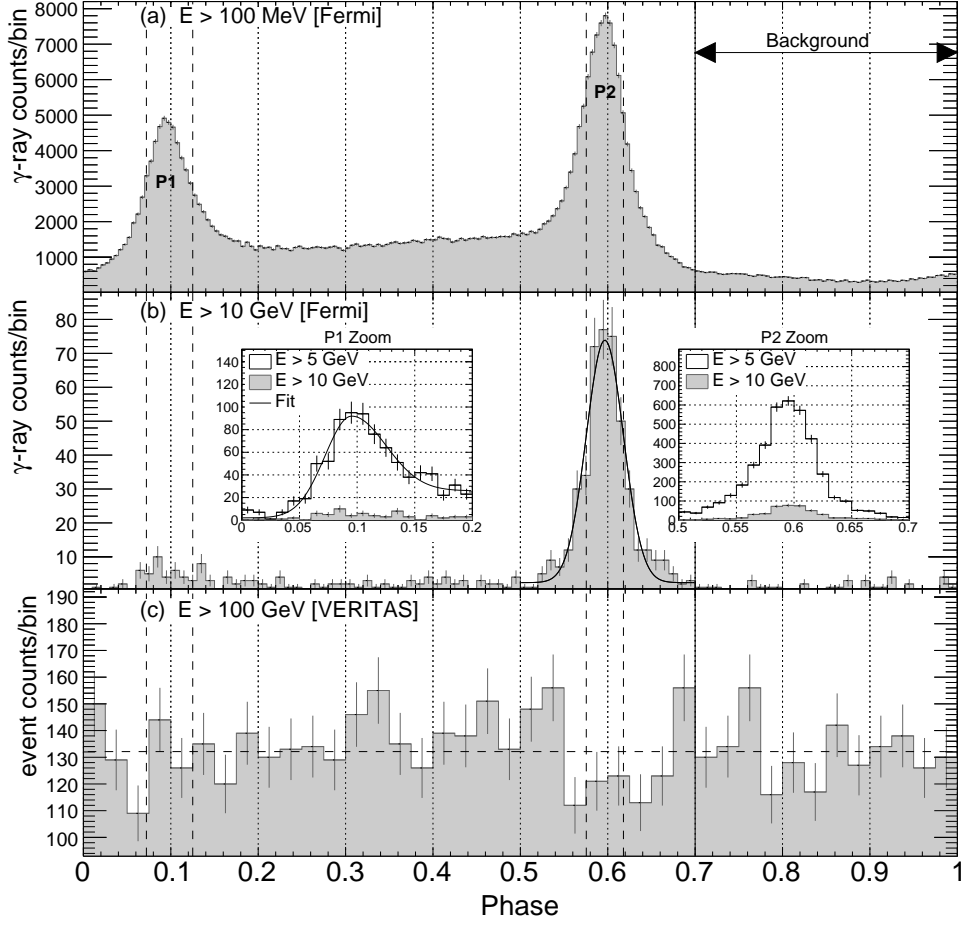 (a) E > 100 MeV [Fermi]
Background
P1
P2
γ-ray counts/bin
8000
7000
6000
5000
4000
3000
2000
1000
(b) E > 10 GeV [Fermi]
γ-ray counts/bin
80
70
60
50
40
30
20
10
P1 Zoom
E > 5 GeV
E > 10 GeV
Fit
140
120
100
80
60
40
20
0
0 0.05 0.1 0.15 0.2
P2 Zoom
E > 5 GeV
E > 10 GeV
800
700
600
500
400
300
200
100
0.5 0.55 0.6 0.65 0.7
(c) E > 100 GeV [VERITAS]
event counts/bin
190
180
170
160
150
140
130
120
110
100
0 0.1 0.2 0.3 0.4 0.5 0.6 0.7 0.8 0.9 1
Phase